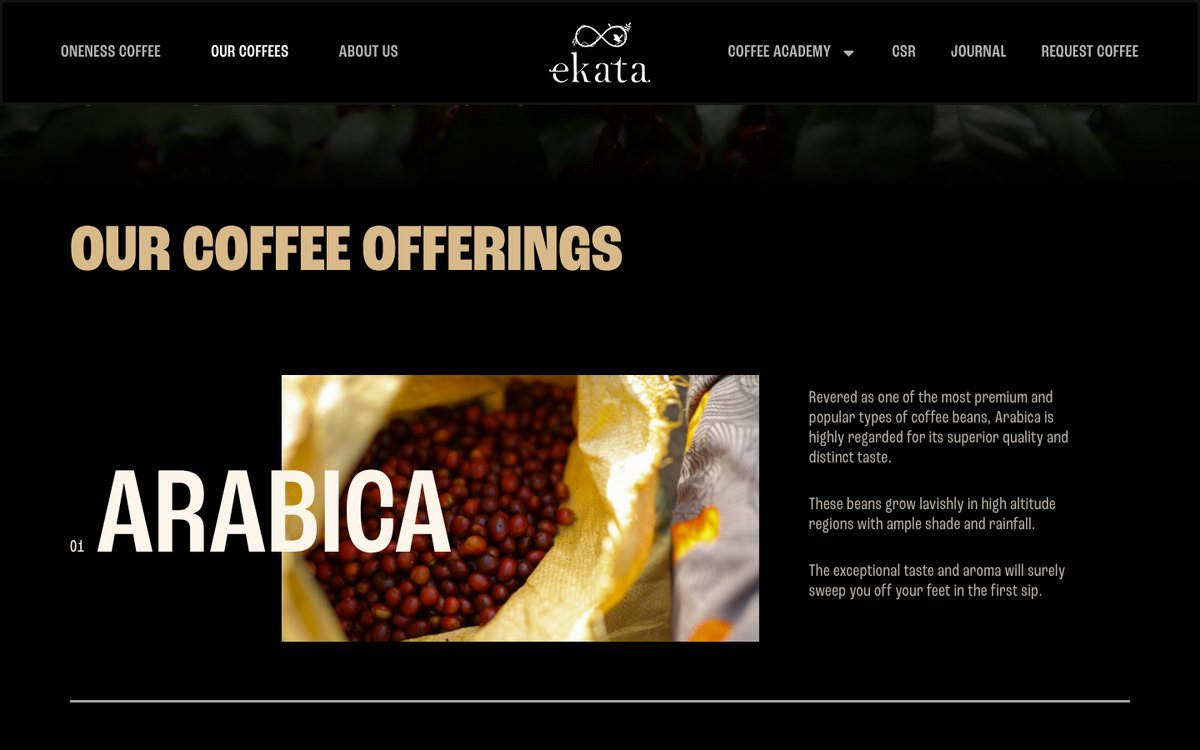 ONENESS COFFEE
OUR COFFEES
ABOUT US
ekata
COFFEE ACADEMY
CSR
JOURNAL
REQUEST COFFEE
OUR COFFEE OFFERINGS
01 ARABICA
Revered as one of the most premium and
popular types of coffee beans, Arabica is
highly regarded for its superior quality and
distinct taste.
These beans grow lavishly in high altitude
regions with ample shade and rainfall.
The exceptional taste and aroma will surely
sweep you off your feet in the first sip.